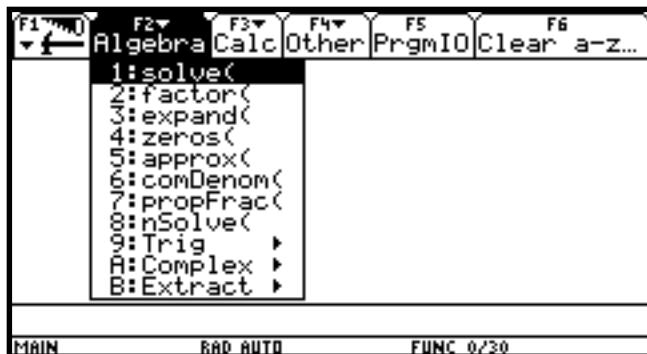 F1 F2 F3 F4 F5 F6
Algebra Calc Other PrgmIO Clear a-z…
1:solve(
2:factor(
3:expand(
4:zeros(
5:approx(
6:comDenom(
7:propFrac(
8:nSolve(
9:Trig ▶
A:Complex ▶
B:Extract ▶
MAIN RAD AUTO FUNC 0/30